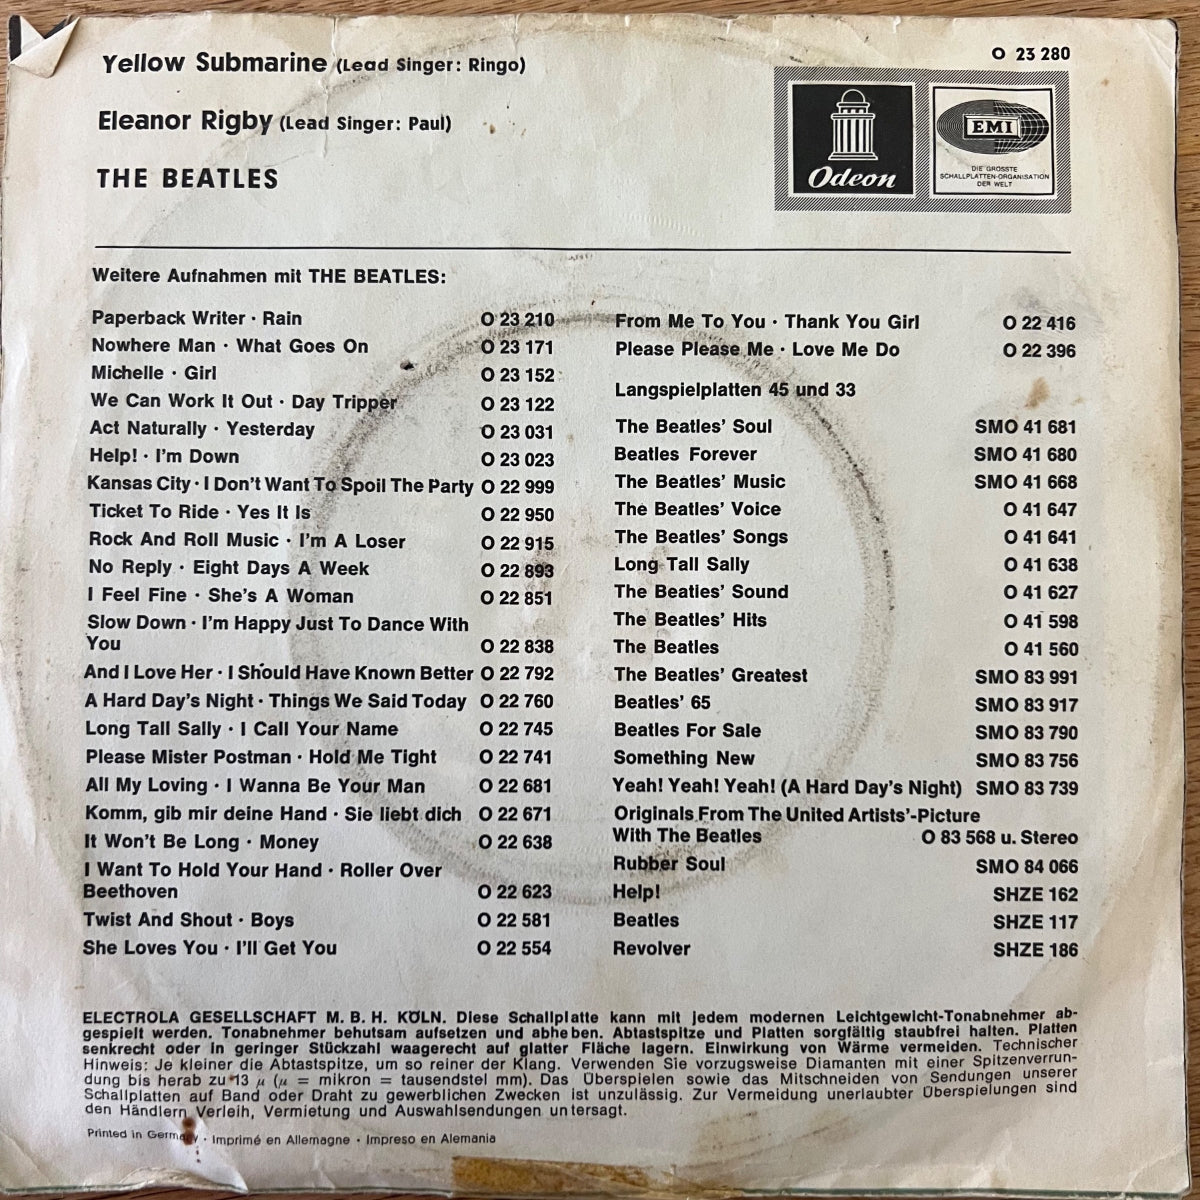 Yellow Submarine (Lead Singer: Ringo)
O 23 280
Eleanor Rigby (Lead Singer: Paul)
THE BEATLES
Odeon
EMI
DIE GRÖSSTE
SCHALLPLATTEN-ORGANISATION
DER WELT
Weitere Aufnahmen mit THE BEATLES:
Paperback Writer · Rain O 23 210
Nowhere Man · What Goes On O 23 171
Michelle · Girl O 23 152
We Can Work It Out · Day Tripper O 23 122
Act Naturally · Yesterday O 23 031
Help! · I'm Down O 23 023
Kansas City · I Don't Want To Spoil The Party O 22 999
Ticket To Ride · Yes It Is O 22 950
Rock And Roll Music · I'm A Loser O 22 915
No Reply · Eight Days A Week O 22 893
I Feel Fine · She's A Woman O 22 851
Slow Down · I'm Happy Just To Dance With
You O 22 838
And I Love Her · I Should Have Known Better O 22 792
A Hard Day's Night · Things We Said Today O 22 760
Long Tall Sally · I Call Your Name O 22 745
Please Mister Postman · Hold Me Tight O 22 741
All My Loving · I Wanna Be Your Man O 22 681
Komm, gib mir deine Hand · Sie liebt dich O 22 671
It Won't Be Long · Money O 22 638
I Want To Hold Your Hand · Roller Over
Beethoven O 22 623
Twist And Shout · Boys O 22 581
She Loves You · I'll Get You O 22 554
From Me To You · Thank You Girl O 22 416
Please Please Me · Love Me Do O 22 396
Langspielplatten 45 und 33
The Beatles' Soul SMO 41 681
Beatles Forever SMO 41 680
The Beatles' Music SMO 41 668
The Beatles' Voice O 41 647
The Beatles' Songs O 41 641
Long Tall Sally O 41 638
The Beatles' Sound O 41 627
The Beatles' Hits O 41 598
The Beatles O 41 560
The Beatles' Greatest SMO 83 991
Beatles' 65 SMO 83 917
Beatles For Sale SMO 83 790
Something New SMO 83 756
Yeah! Yeah! Yeah! (A Hard Day's Night) SMO 83 739
Originals From The United Artists'-Picture
With The Beatles O 83 568 u. Stereo
Rubber Soul SMO 84 066
Help! SHZE 162
Beatles SHZE 117
Revolver SHZE 186
ELECTROLA GESELLSCHAFT M. B. H. KÖLN. Diese Schallplatte kann mit jedem modernen Leichtgewicht-Tonabnehmer ab-
gespielt werden. Tonabnehmer behutsam aufsetzen und abheben. Abtastspitze und Platten sorgfältig staubfrei halten. Platten
senkrecht oder in geringer Stückzahl waagerecht auf glatter Fläche lagern. Einwirkung von Wärme vermeiden. Technischer
Hinweis: Je kleiner die Abtastspitze, um so reiner der Klang. Verwenden Sie vorzugsweise Diamanten mit einer Spitzenverrun-
dung bis herab zu 13 μ (μ = mikron = tausendstel mm). Das Überspielen sowie das Mitschneiden von Sendungen unserer
Schallplatten auf Band oder Draht zu gewerblichen Zwecken ist unzulässig. Zur Vermeidung unerlaubter Überspielungen sind
den Händlern Verleih, Vermietung und Auswahlsendungen untersagt.
Printed in Germany · Imprimé en Allemagne · Impreso en Alemania